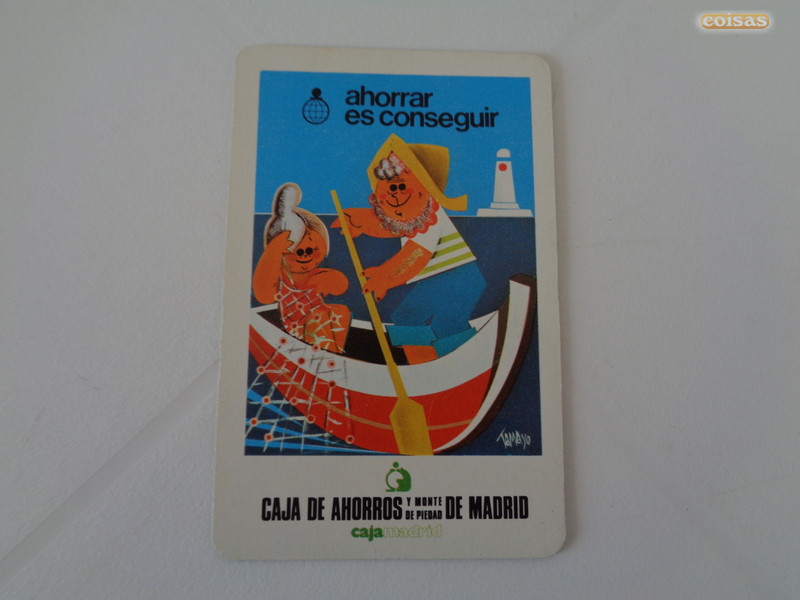 coisas
ahorrar
es conseguir
TAMAYO
CAJA DE AHORROS Y MONTE DE PIEDAD DE MADRID
cajamadrid